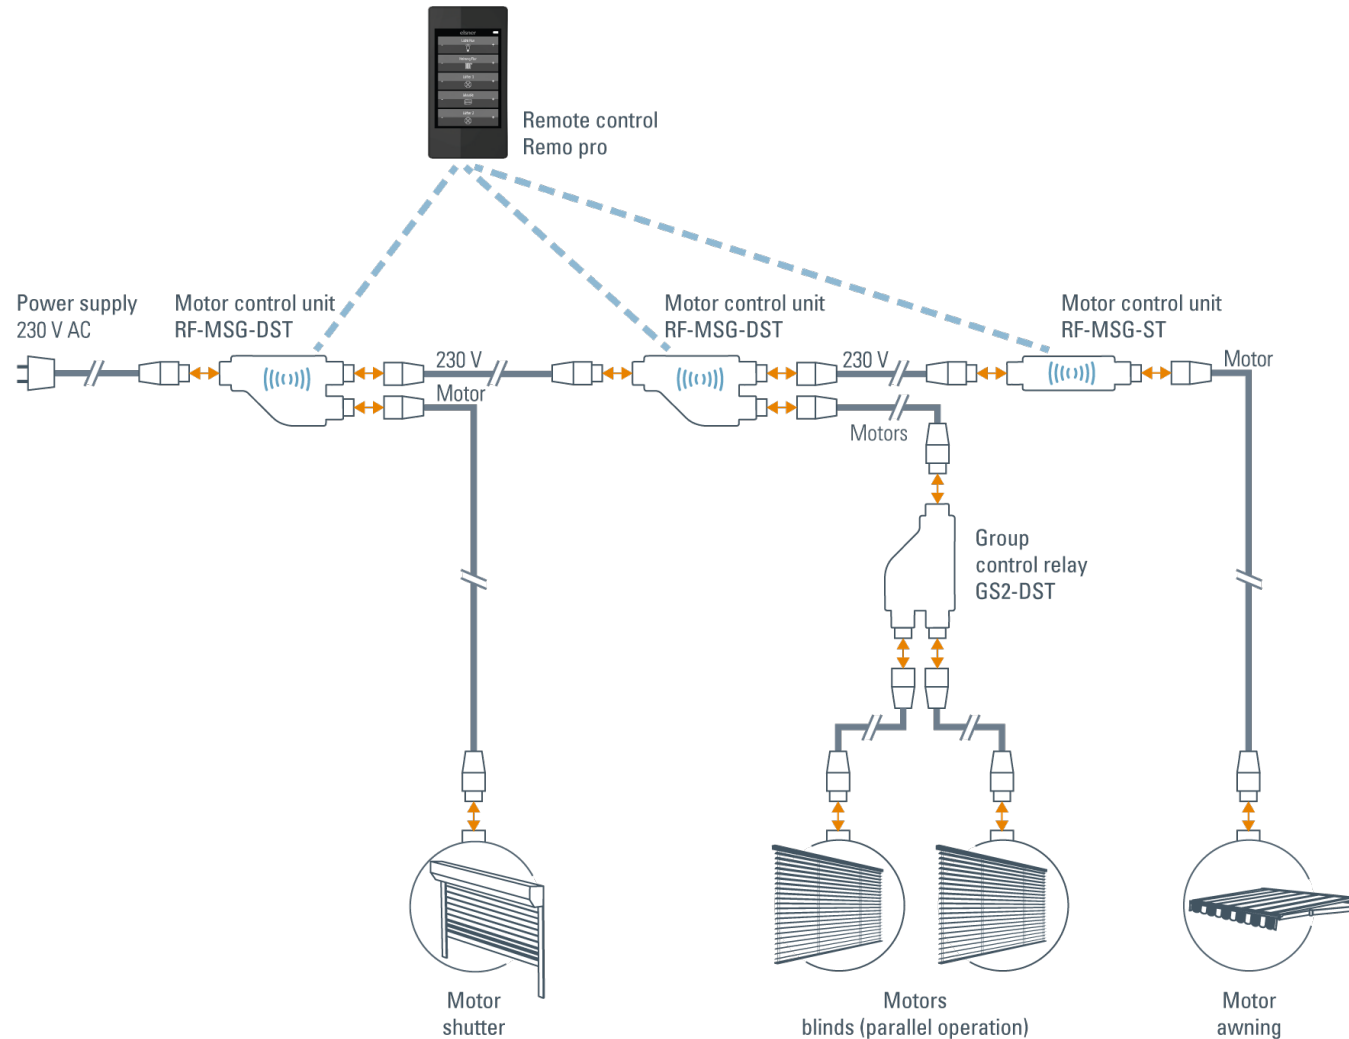 Remote control
Remo pro
Power supply
230 V AC
Motor control unit
RF-MSG-DST
Motor control unit
RF-MSG-DST
Motor control unit
RF-MSG-ST
230 V
Motor
230 V
Motors
Motor
Group
control relay
GS2-DST
Motor
shutter
Motors
blinds (parallel operation)
Motor
awning